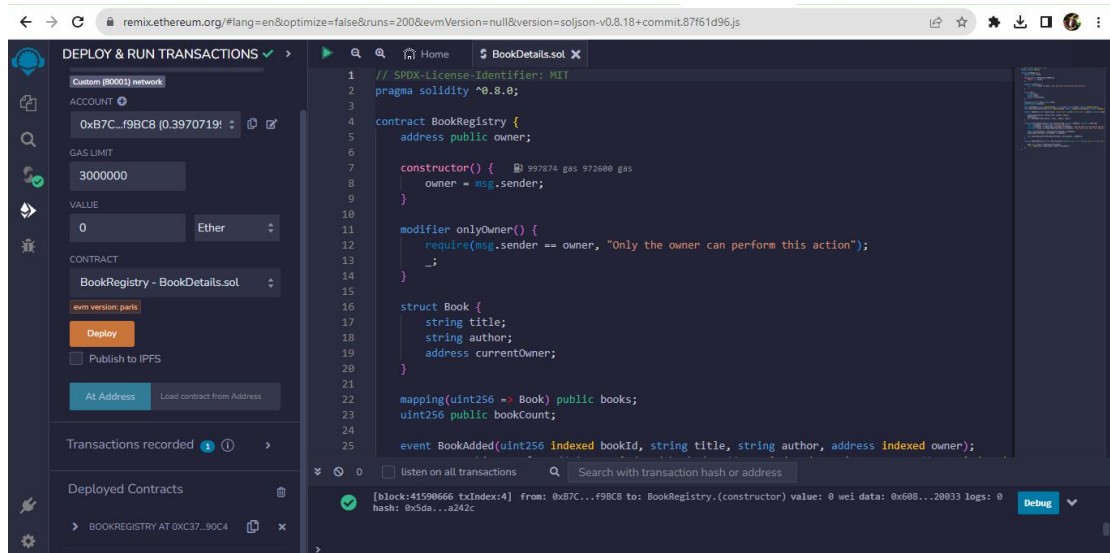 remix.ethereum.org/#lang=en&optimize=false&runs=200&evmVersion=null&version=soljson-v0.8.18+commit.87f61d96.js
DEPLOY & RUN TRANSACTIONS
Custom (80001) network
ACCOUNT
0xB7C...f9BC8 (0.3970719
GAS LIMIT
3000000
VALUE
0 Ether
CONTRACT
BookRegistry - BookDetails.sol
evm version: paris
Deploy
Publish to IPFS
At Address Load contract from Address
Transactions recorded 1 i
Deployed Contracts
BOOKREGISTRY AT 0XC37...90C4
Home BookDetails.sol
1 // SPDX-License-Identifier: MIT
2 pragma solidity ^0.8.0;
3
4 contract BookRegistry {
5 address public owner;
6
7 constructor() { 997874 gas 972600 gas
8 owner = msg.sender;
9 }
10
11 modifier onlyOwner() {
12 require(msg.sender == owner, "Only the owner can perform this action");
13 _;
14 }
15
16 struct Book {
17 string title;
18 string author;
19 address currentOwner;
20 }
21
22 mapping(uint256 => Book) public books;
23 uint256 public bookCount;
24
25 event BookAdded(uint256 indexed bookId, string title, string author, address indexed owner);
0 listen on all transactions Search with transaction hash or address
[block:41590666 txIndex:4] from: 0xB7C...f9BC8 to: BookRegistry.(constructor) value: 0 wei data: 0x608...20033 logs: 0
hash: 0x5da...a242c
Debug
>